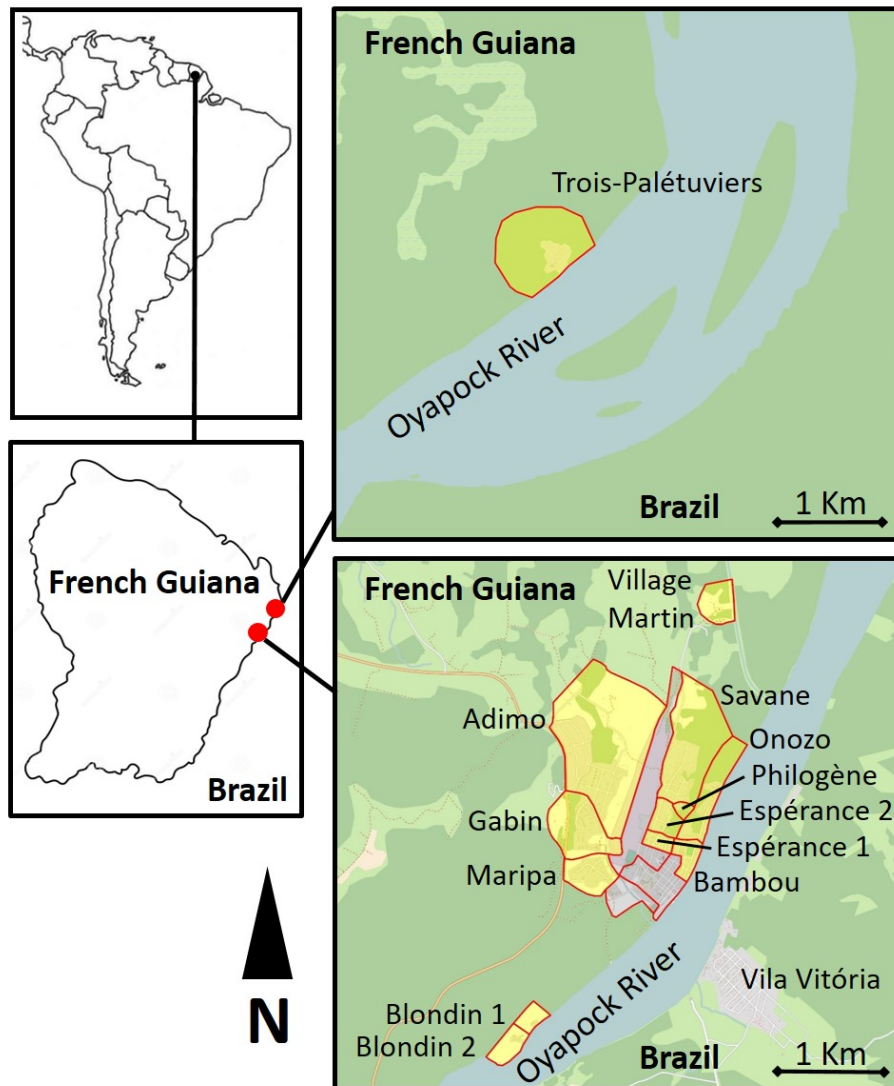 French Guiana
Trois-Palétuviers
Oyapock River
Brazil
1 Km
French Guiana
Brazil
N
French Guiana
Village
Martin
Savane
Adimo
Onozo
Philogène
Espérance 2
Gabin
Espérance 1
Maripa
Bambou
Vila Vitória
Oyapock River
Blondin 1
Blondin 2
Brazil
1 Km